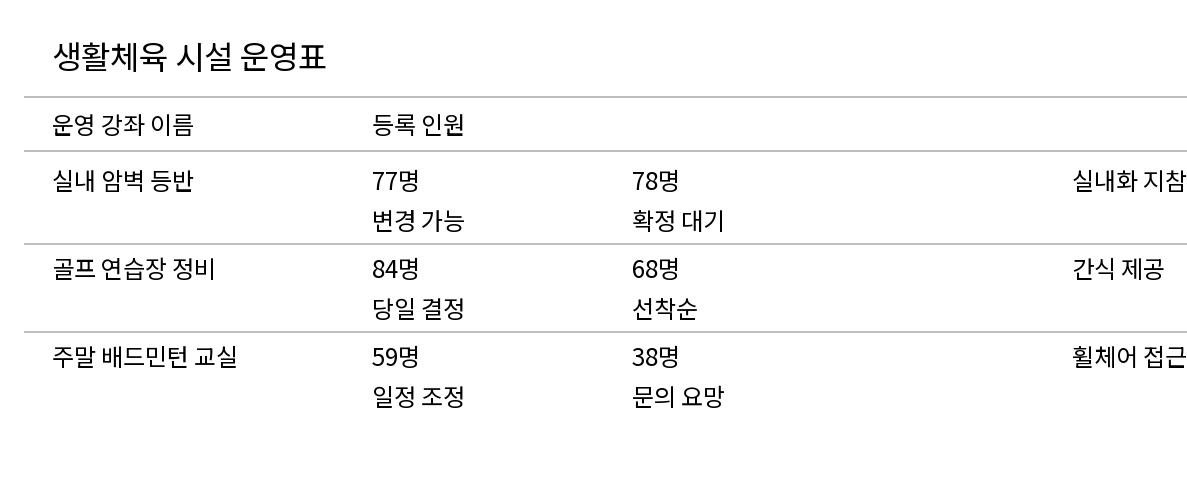 생활체육 시설 운영표
운영 강좌 이름 등록 인원
실내 암벽 등반 77명 78명 실내화 지참
변경 가능 확정 대기
골프 연습장 정비 84명 68명 간식 제공
당일 결정 선착순
주말 배드민턴 교실 59명 38명 휠체어 접근
일정 조정 문의 요망